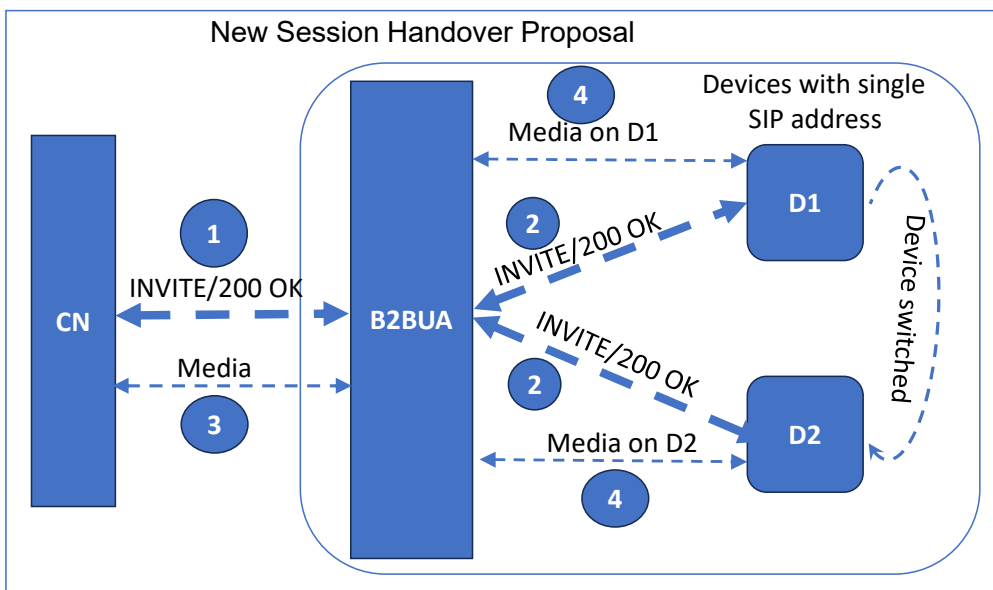 New Session Handover Proposal
4
Devices with single
SIP address
Media on D1
D1
1
2
INVITE/200 OK
INVITE/200 OK
Device switched
CN
B2BUA
INVITE/200 OK
Media
2
3
D2
Media on D2
4